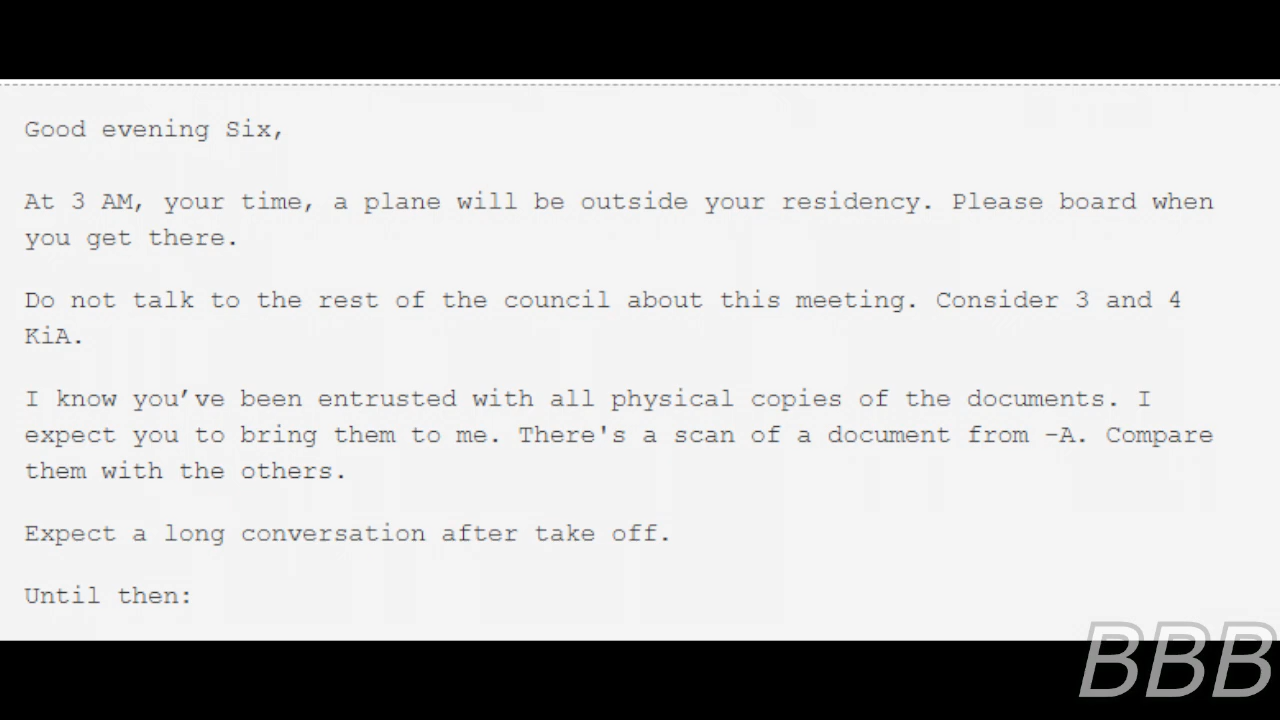 Good evening Six,
At 3 AM, your time, a plane will be outside your residency. Please board when
you get there.
Do not talk to the rest of the council about this meeting. Consider 3 and 4
KiA.
I know you’ve been entrusted with all physical copies of the documents. I
expect you to bring them to me. There's a scan of a document from -A. Compare
them with the others.
Expect a long conversation after take off.
Until then:
BBB